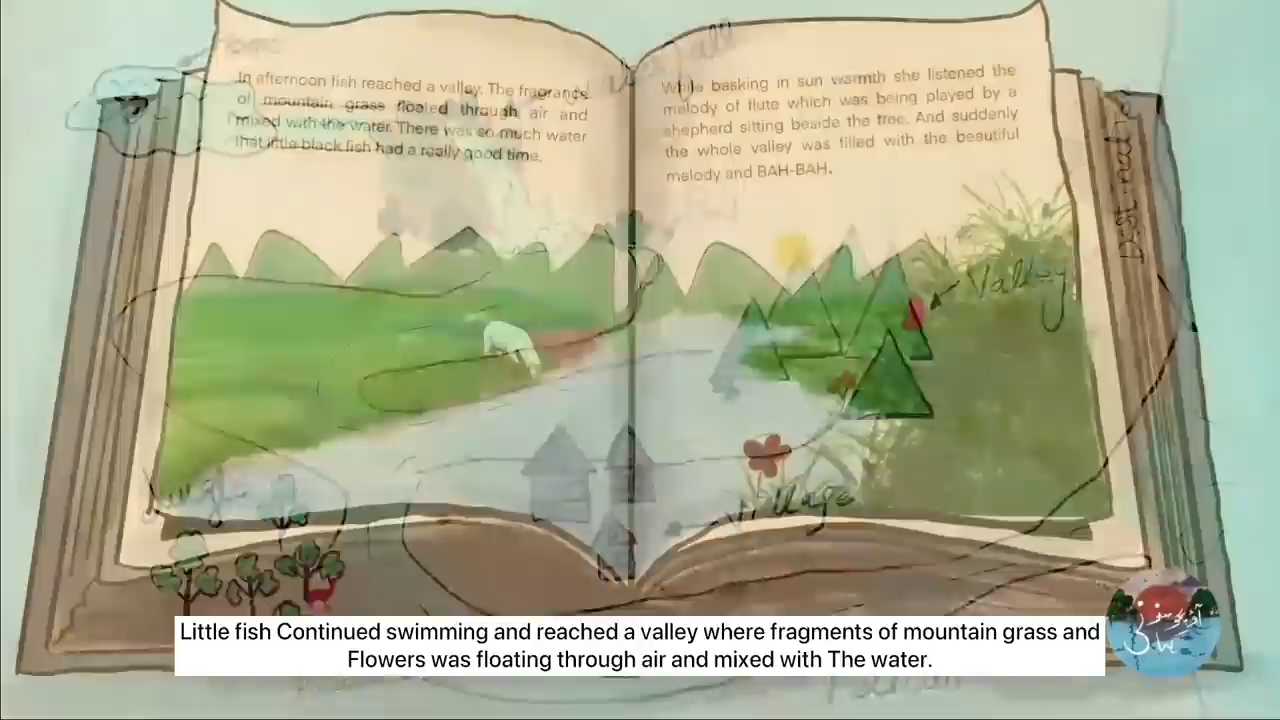 In afternoon fish reached a valley. The fragrance
of mountain grass flooled through air and
mixed with the water. There was so much water
that little black fish had a really good time.
While basking in sun warmth she listened the
melody of flute which was being played by a
shepherd sitting beside the tree. And suddenly
the whole valley was filled with the beautiful
melody and BAH-BAH.
Valley
Village
Little fish Continued swimming and reached a valley where fragments of mountain grass and
Flowers was floating through air and mixed with The water.